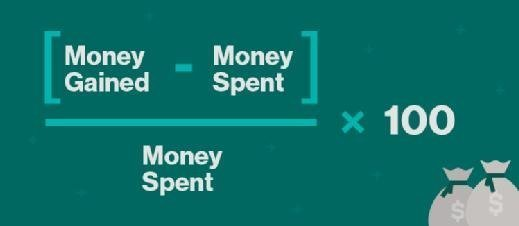 [Money Gained - Money Spent]
Money
Spent
× 100
$ $